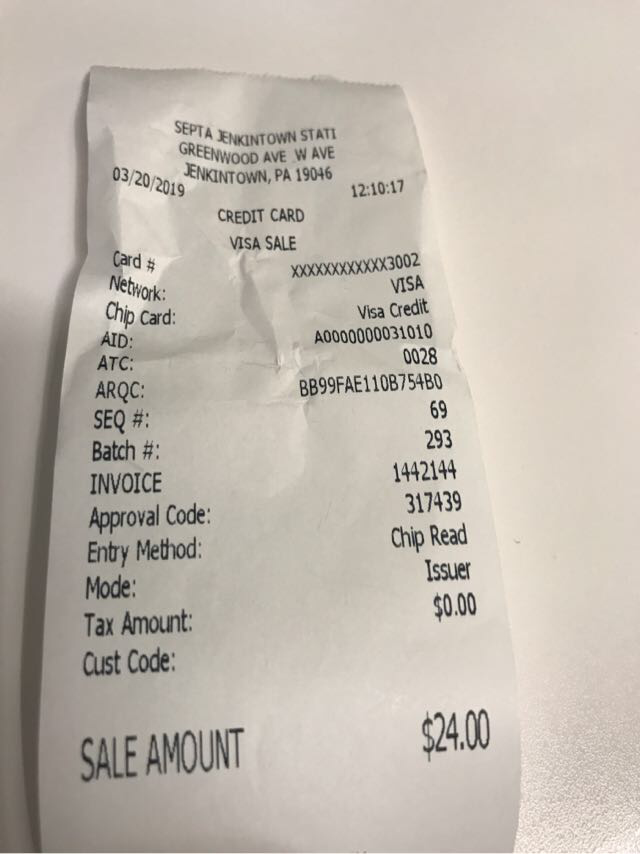 SEPTA JENKINTOWN STATI
GREENWOOD AVE W AVE
JENKINTOWN, PA 19046
03/20/2019 12:10:17
CREDIT CARD
VISA SALE
Card # XXXXXXXXXXXX3002
Network: VISA
Chip Card: Visa Credit
AID: A0000000031010
ATC: 0028
ARQC: BB99FAE110B754B0
SEQ #: 69
Batch #: 293
INVOICE 1442144
Approval Code: 317439
Entry Method: Chip Read
Mode: Issuer
Tax Amount: $0.00
Cust Code:
SALE AMOUNT $24.00